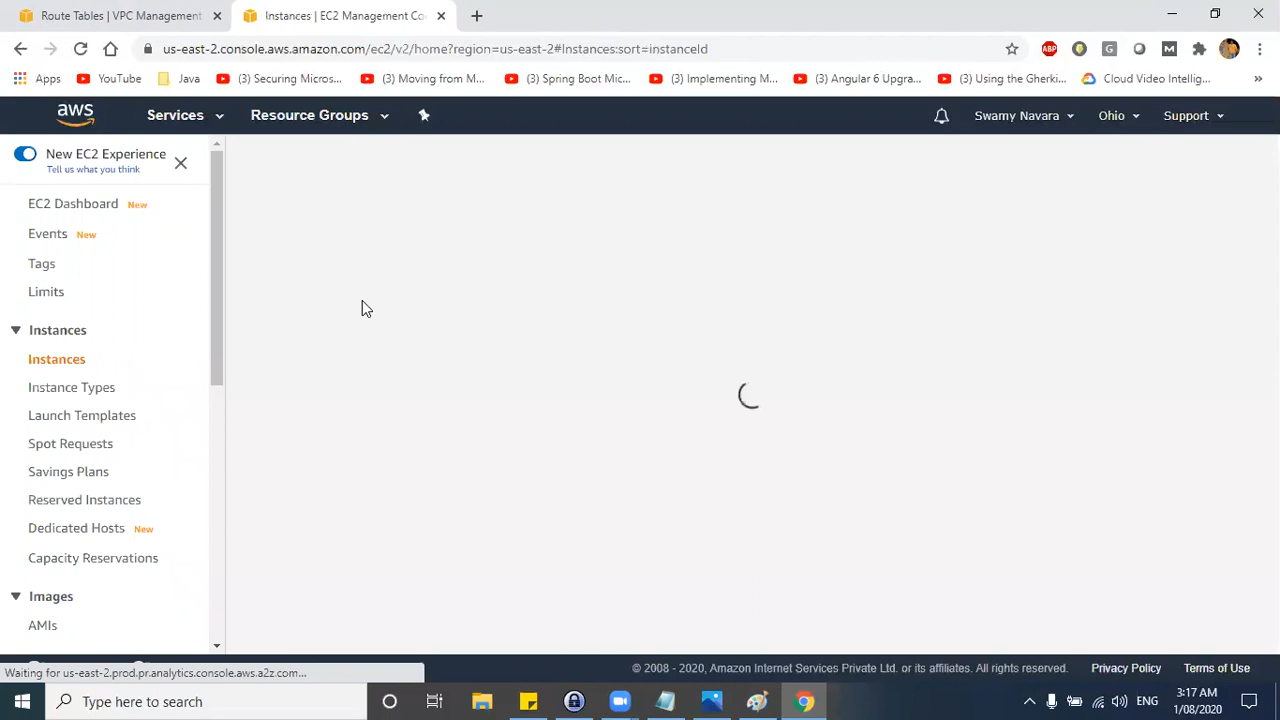 Route Tables | VPC Management
Instances | EC2 Management Co
us-east-2.console.aws.amazon.com/ec2/v2/home?region=us-east-2#Instances:sort=instanceId
ABP
G
M
Apps
YouTube
Java
(3) Securing Micros...
(3) Moving from M...
(3) Spring Boot Mic...
(3) Implementing M...
(3) Angular 6 Upgra...
(3) Using the Gherki...
Cloud Video Intellig...
»
aws
Services
Resource Groups
Swamy Navara
Ohio
Support
New EC2 Experience
Tell us what you think
EC2 Dashboard New
Events New
Tags
Limits
Instances
Instances
Instance Types
Launch Templates
Spot Requests
Savings Plans
Reserved Instances
Dedicated Hosts New
Capacity Reservations
Images
AMIs
Waiting for us-east-2.prod.pr.analytics.console.aws.a2z.com...
© 2008 - 2020, Amazon Internet Services Private Ltd. or its affiliates. All rights reserved.
Privacy Policy
Terms of Use
Type here to search
ENG
3:17 AM
1/08/2020